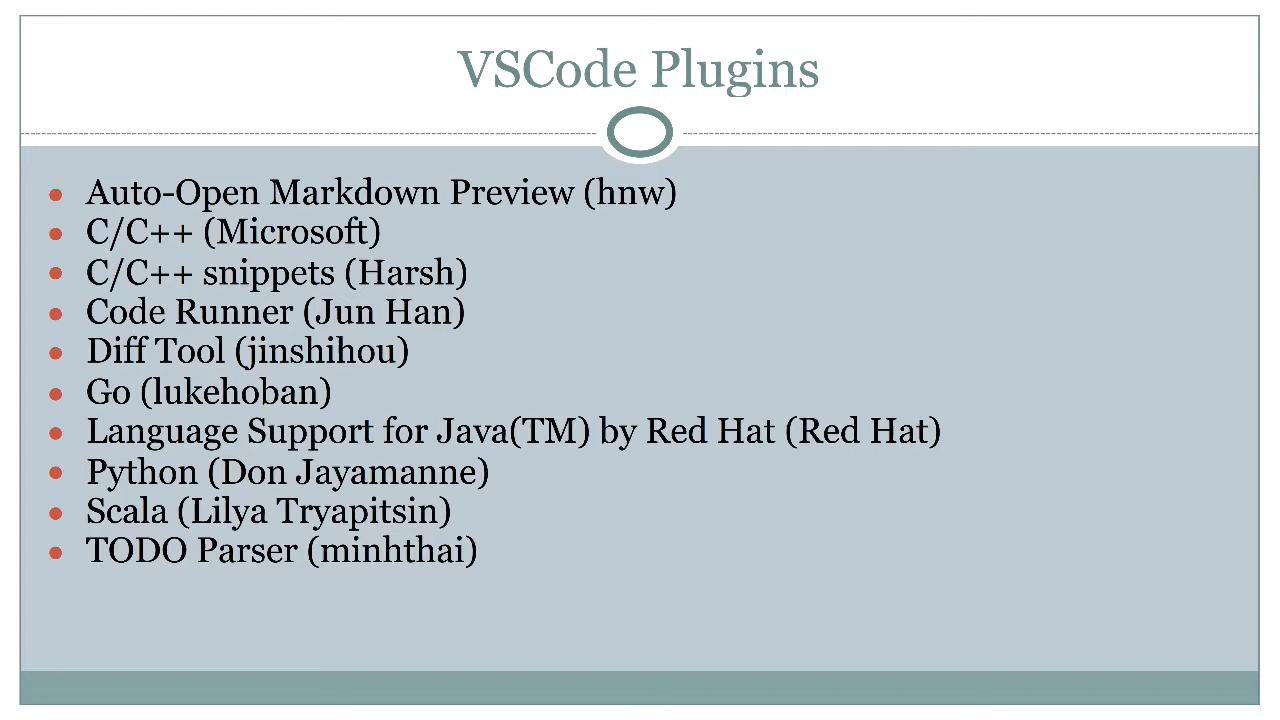 VSCode Plugins
• Auto-Open Markdown Preview (hnw)
• C/C++ (Microsoft)
• C/C++ snippets (Harsh)
• Code Runner (Jun Han)
• Diff Tool (jinshihou)
• Go (lukehoban)
• Language Support for Java(TM) by Red Hat (Red Hat)
• Python (Don Jayamanne)
• Scala (Lilya Tryapitsin)
• TODO Parser (minhthai)